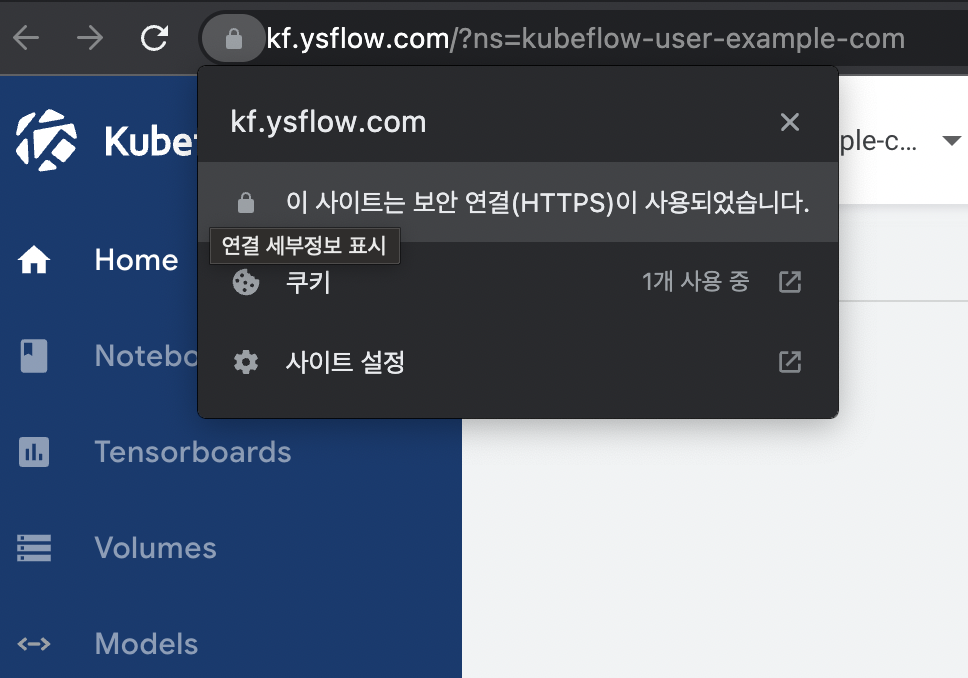 kf.ysflow.com/?ns=kubeflow-user-example-com
kf.ysflow.com
이 사이트는 보안 연결(HTTPS)이 사용되었습니다.
연결 세부정보 표시
쿠키 1개 사용 중
사이트 설정
Kubef
ple-c...
Home
Notebo
Tensorboards
Volumes
Models